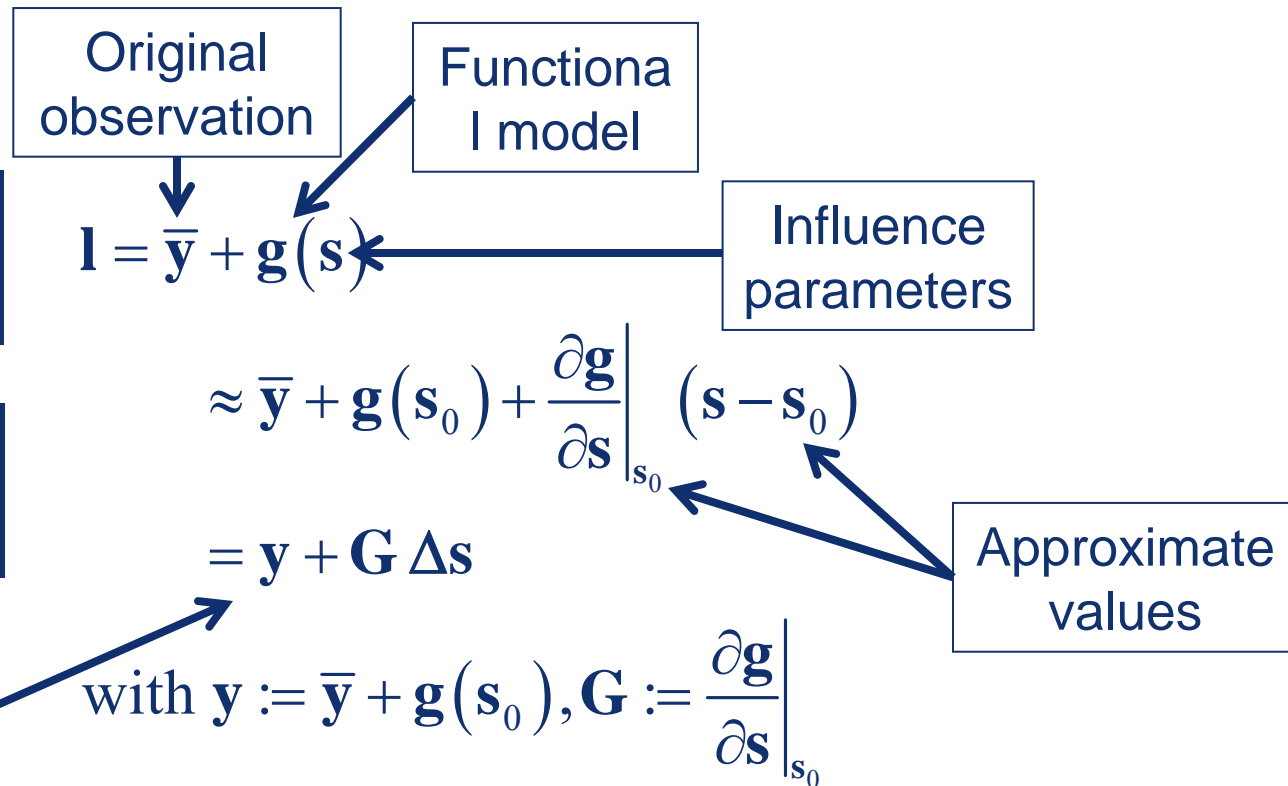 Original
observation
Functiona
l model
Influence
parameters
l = y̅ + g(s)
≈ y̅ + g(s₀) + ∂g/∂s|ₛ₀ (s − s₀)
= y + G Δs
Approximate
values
with y := y̅ + g(s₀), G := ∂g/∂s|ₛ₀